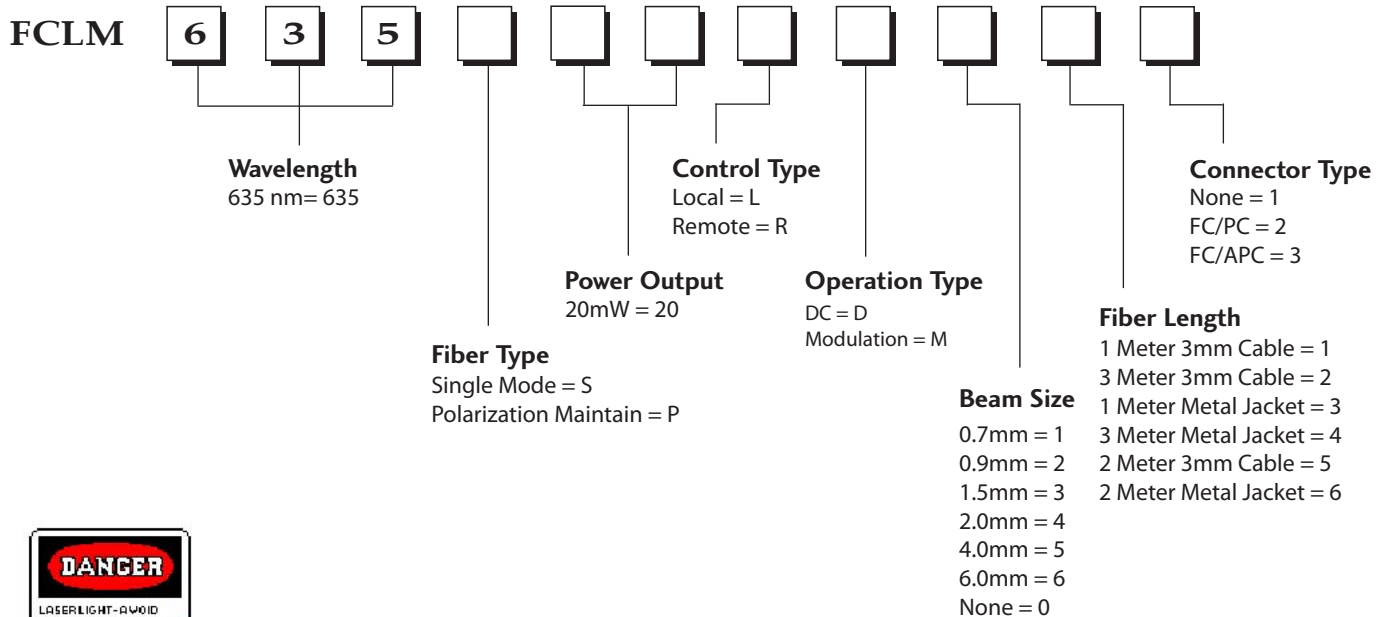 FCLM 6 3 5
Wavelength
635 nm= 635
Control Type
Local = L
Remote = R
Connector Type
None = 1
FC/PC = 2
FC/APC = 3
Power Output
20mW = 20
Operation Type
DC = D
Modulation = M
Fiber Length
1 Meter 3mm Cable = 1
3 Meter 3mm Cable = 2
1 Meter Metal Jacket = 3
3 Meter Metal Jacket = 4
2 Meter 3mm Cable = 5
2 Meter Metal Jacket = 6
Fiber Type
Single Mode = S
Polarization Maintain = P
Beam Size
0.7mm = 1
0.9mm = 2
1.5mm = 3
2.0mm = 4
4.0mm = 5
6.0mm = 6
None = 0
DANGER
LASERLIGHT-AVOID